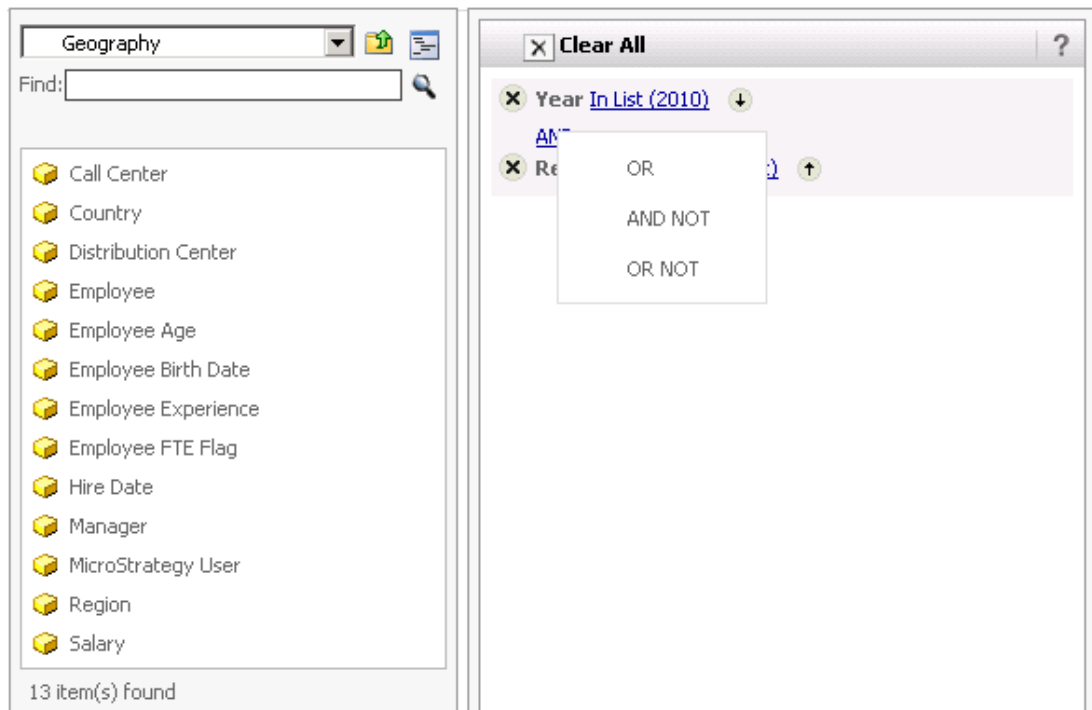 Geography
Find:
Call Center
Country
Distribution Center
Employee
Employee Age
Employee Birth Date
Employee Experience
Employee FTE Flag
Hire Date
Manager
MicroStrategy User
Region
Salary
13 item(s) found
Clear All ?
Year In List (2010)
OR
AND NOT
OR NOT